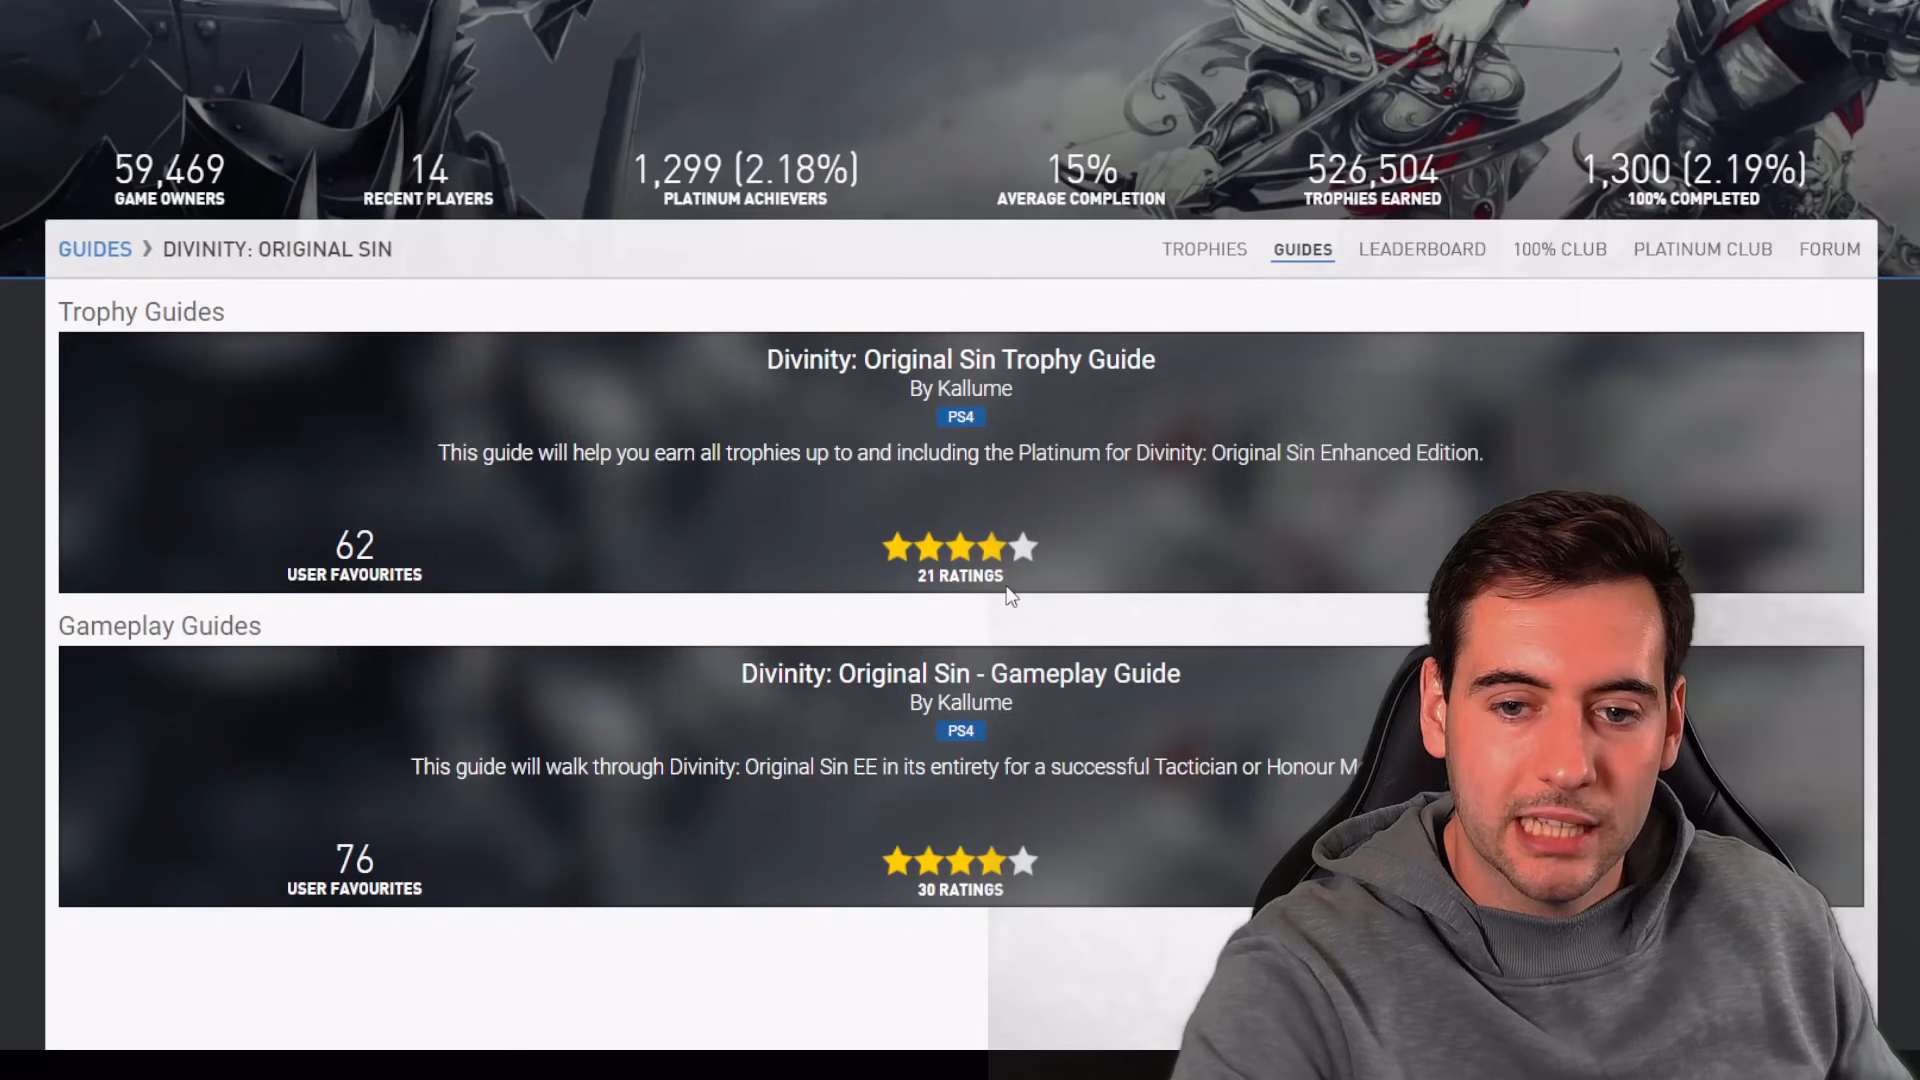 59,469
GAME OWNERS
14
RECENT PLAYERS
1,299 (2.18%)
PLATINUM ACHIEVERS
15%
AVERAGE COMPLETION
526,504
TROPHIES EARNED
1,300 (2.19%)
100% COMPLETED
GUIDES ❯ DIVINITY: ORIGINAL SIN
TROPHIES GUIDES LEADERBOARD 100% CLUB PLATINUM CLUB FORUM
Trophy Guides
Divinity: Original Sin Trophy Guide
By Kallume
PS4
This guide will help you earn all trophies up to and including the Platinum for Divinity: Original Sin Enhanced Edition.
62
USER FAVOURITES
21 RATINGS
Gameplay Guides
Divinity: Original Sin - Gameplay Guide
By Kallume
PS4
This guide will walk through Divinity: Original Sin EE in its entirety for a successful Tactician or Honour M
76
USER FAVOURITES
30 RATINGS